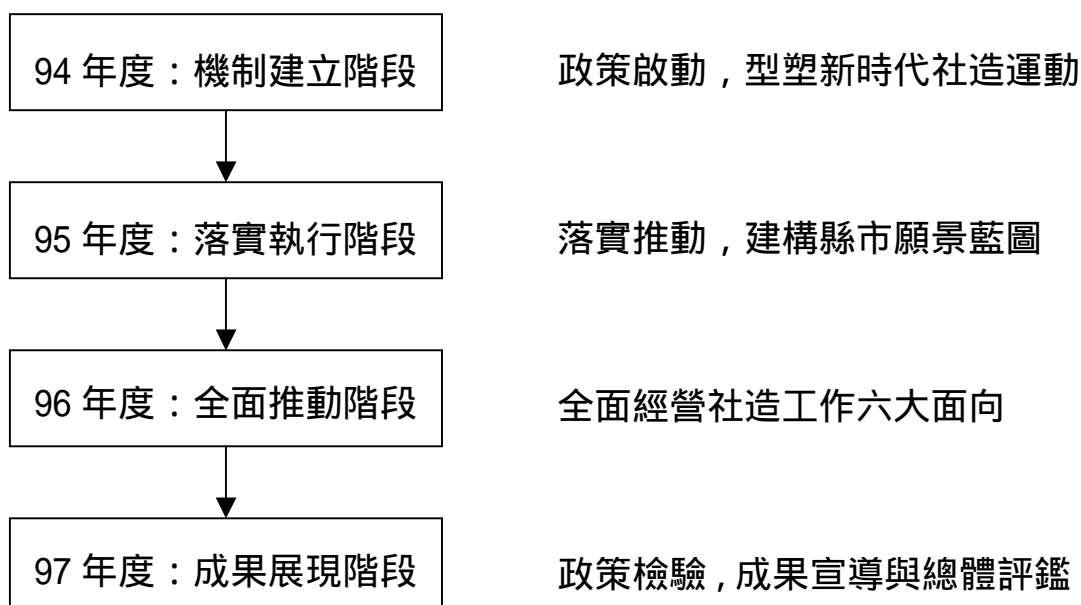 94 年度：機制建立階段
政策啟動，型塑新時代社造運動
95 年度：落實執行階段
落實推動，建構縣市願景藍圖
96 年度：全面推動階段
全面經營社造工作六大面向
97 年度：成果展現階段
政策檢驗，成果宣導與總體評鑑